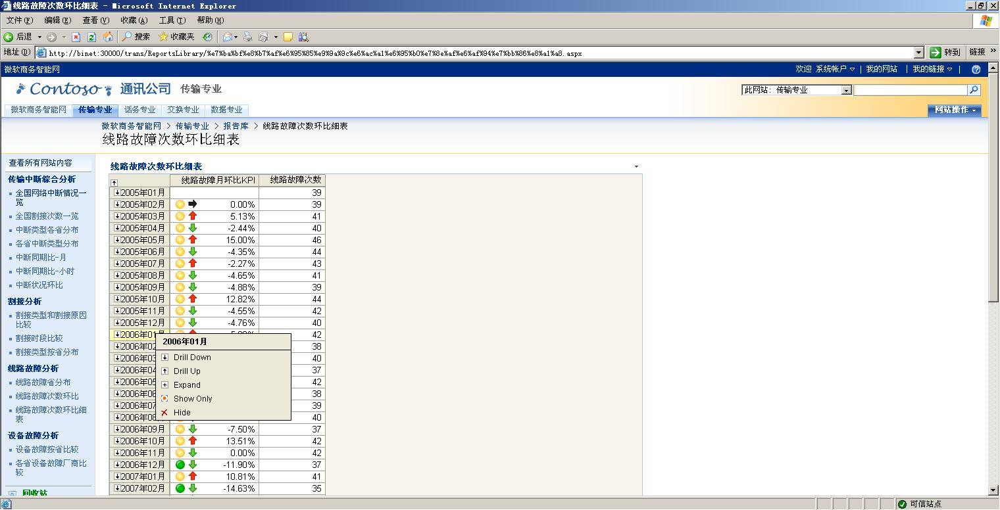 线路故障次数环比细表 - Microsoft Internet Explorer
文件(F) 编辑(E) 查看(V) 收藏(A) 工具(T) 帮助(H)
后退 搜索 收藏夹
地址(D) http://binet:30000/trans/ReportsLibrary/%e7%ba%bf%e8%b7%af%e6%95%85%e9%9a%9c%e6%ac%a1%e6%95%b0%e7%8e%af%e6%af%94%e7%bb%86%e8%a1%a8.aspx 转到 链接 »
微软商务智能网 欢迎 系统帐户 | 我的网站 | 我的链接 |
Contoso 通讯公司 传输专业 此网站: 传输专业
微软商务智能网 传输专业 话务专业 交换专业 数据专业 网站操作
微软商务智能网 > 传输专业 > 报告库 > 线路故障次数环比细表
线路故障次数环比细表
查看所有网站内容
传输中断综合分析
全国网络中断情况一
览
全国割接次数一览
中断类型各省分布
各省中断类型分布
中断同期比-月
中断同期比-小时
中断状况环比
割接分析
割接类型和割接原因
比较
割接时段比较
割接类型按省分布
线路故障分析
线路故障省分布
线路故障次数环比
线路故障次数环比细
表
设备故障分析
设备故障按省比较
各省设备故障厂商比
较
回收站
线路故障次数环比细表
线路故障月环比KPI 线路故障次数
2005年01月 39
2005年02月 0.00% 39
2005年03月 5.13% 41
2005年04月 -2.44% 40
2005年05月 15.00% 46
2005年06月 -4.35% 44
2005年07月 -2.27% 43
2005年08月 -4.65% 41
2005年09月 -4.88% 39
2005年10月 12.82% 44
2005年11月 -4.55% 42
2005年12月 -4.76% 40
2006年01月 42
2006年02 38
2006年03 40
2006年04 37
2006年05 42
2006年06 38
2006年07 39
2006年08 40
2006年09月 -7.50% 37
2006年10月 13.51% 42
2006年11月 0.00% 42
2006年12月 -11.90% 37
2007年01月 10.81% 41
2007年02月 -14.63% 35
2006年01月
Drill Down
Drill Up
Expand
Show Only
Hide
可信站点